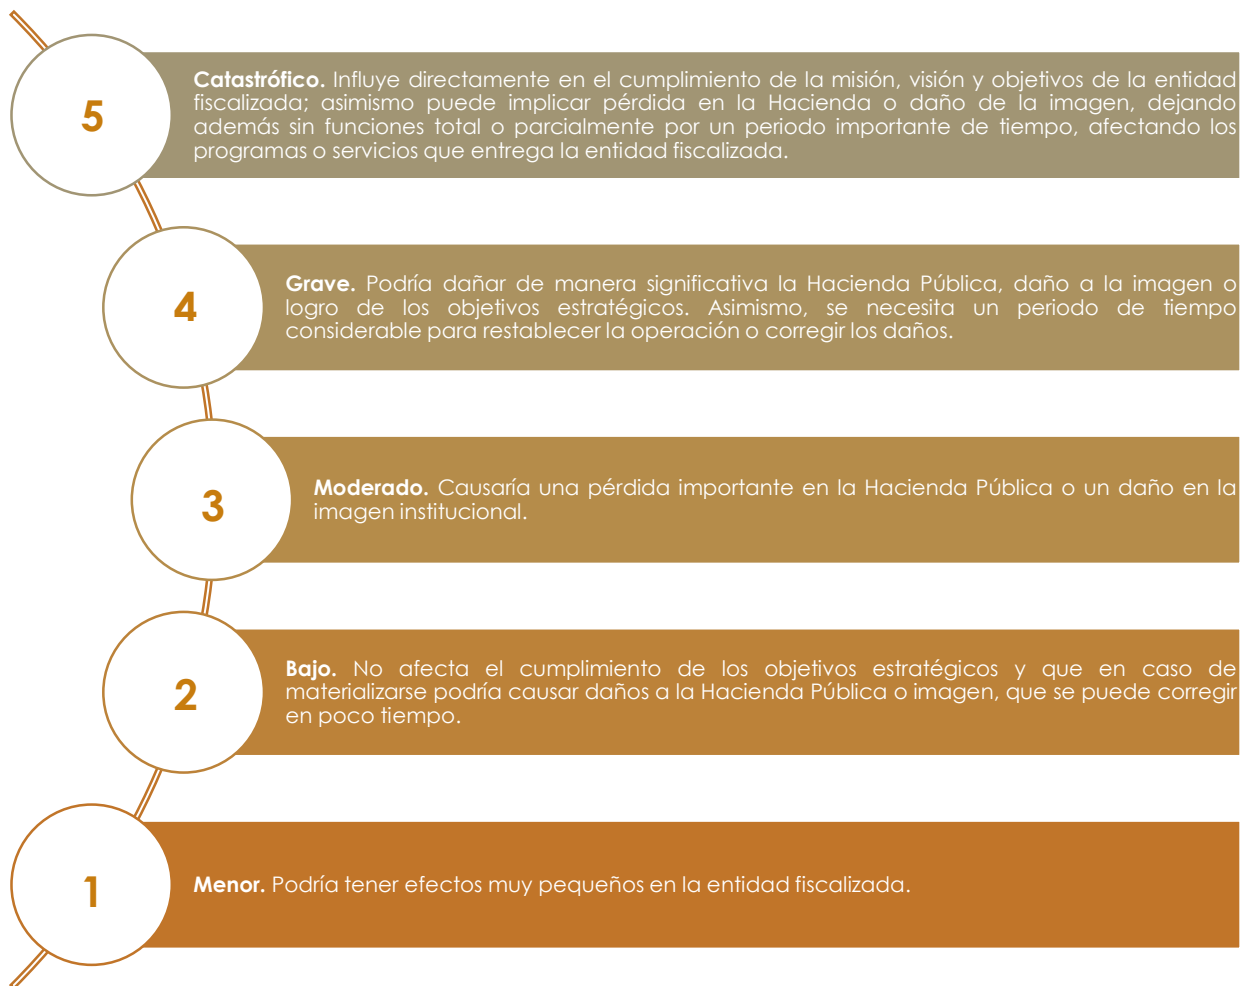 5
Catastrófico. Influye directamente en el cumplimiento de la misión, visión y objetivos de la entidad
fiscalizada; asimismo puede implicar pérdida en la Hacienda o daño de la imagen, dejando
además sin funciones total o parcialmente por un periodo importante de tiempo, afectando los
programas o servicios que entrega la entidad fiscalizada.
4
Grave. Podría dañar de manera significativa la Hacienda Pública, daño a la imagen o
logro de los objetivos estratégicos. Asimismo, se necesita un periodo de tiempo
considerable para restablecer la operación o corregir los daños.
3
Moderado. Causaría una pérdida importante en la Hacienda Pública o un daño en la
imagen institucional.
2
Bajo. No afecta el cumplimiento de los objetivos estratégicos y que en caso de
materializarse podría causar daños a la Hacienda Pública o imagen, que se puede corregir
en poco tiempo.
1
Menor. Podría tener efectos muy pequeños en la entidad fiscalizada.